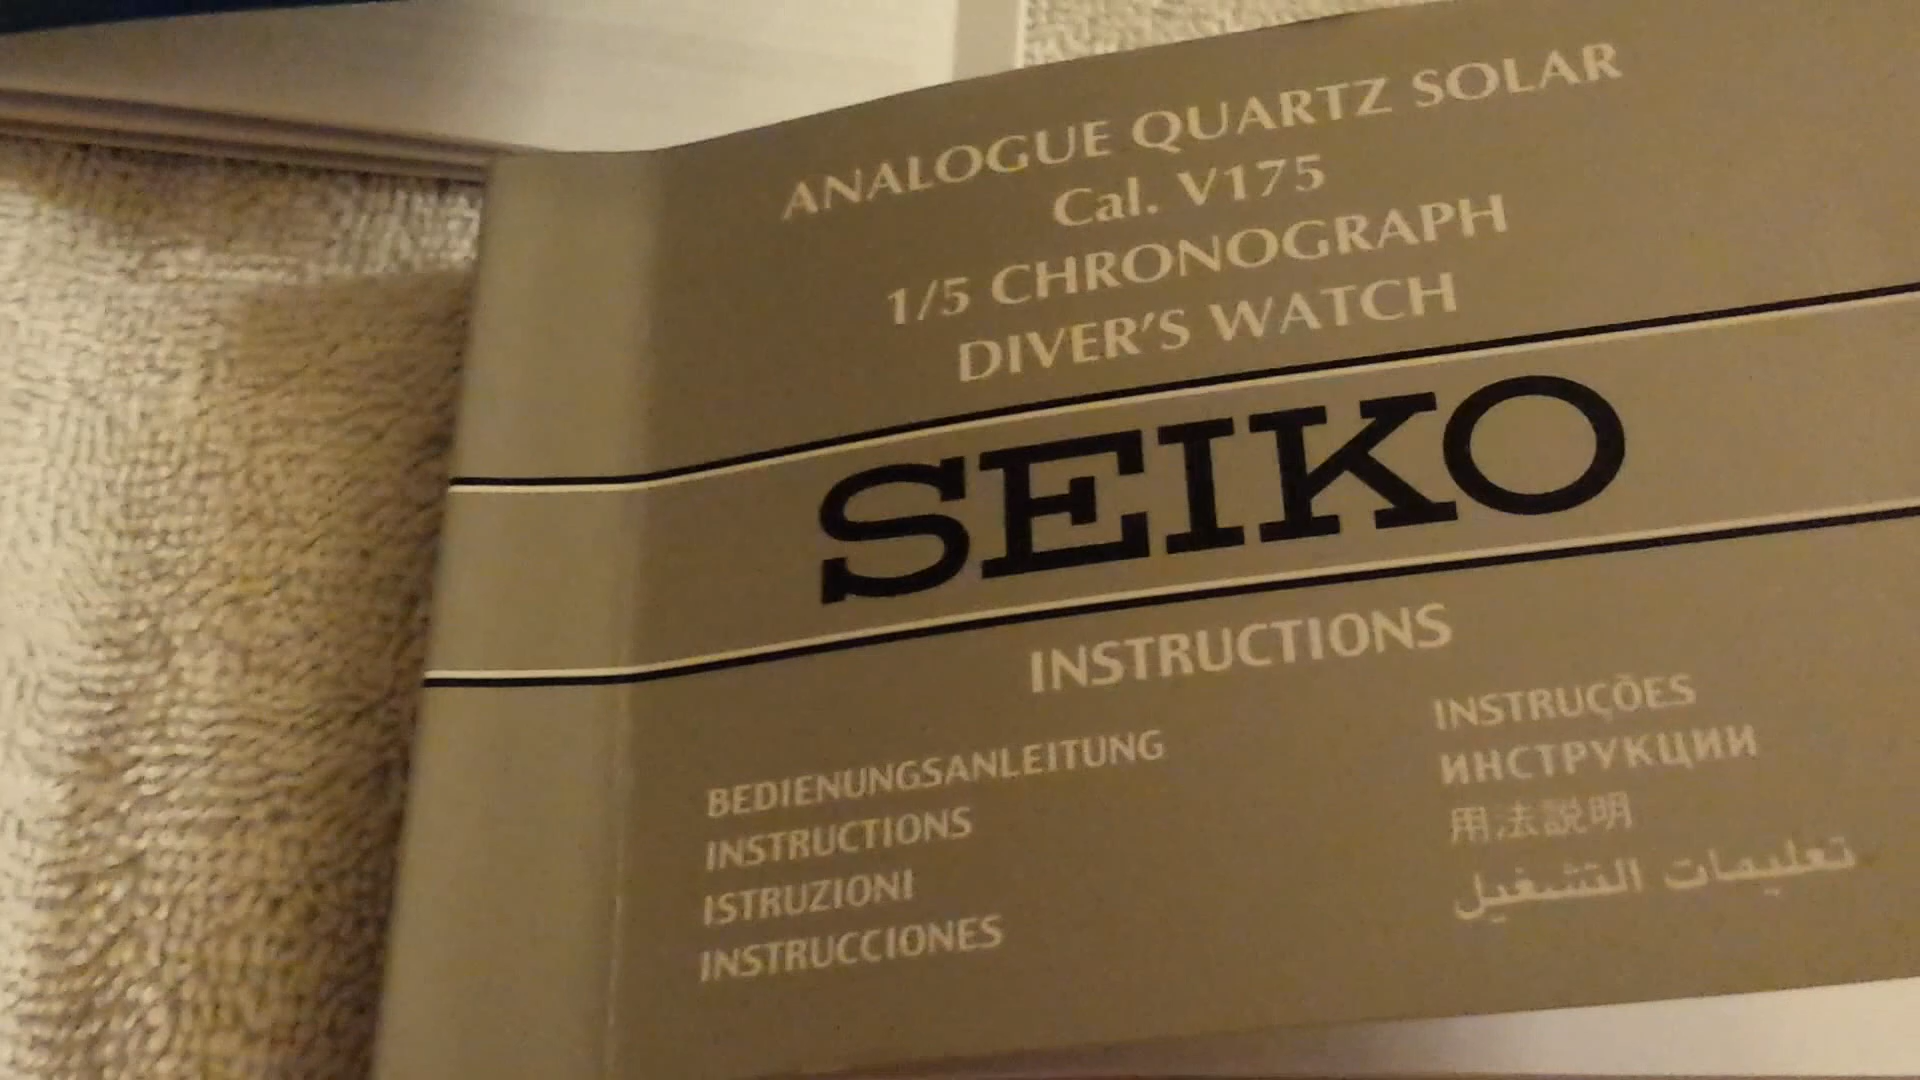 ANALOGUE QUARTZ SOLAR
Cal. V175
1/5 CHRONOGRAPH
DIVER'S WATCH
SEIKO
INSTRUCTIONS
BEDIENUNGSANLEITUNG
INSTRUCTIONS
ISTRUZIONI
INSTRUCCIONES
INSTRUÇÕES
ИНСТРУКЦИИ
用法説明
تعليمات التشغيل